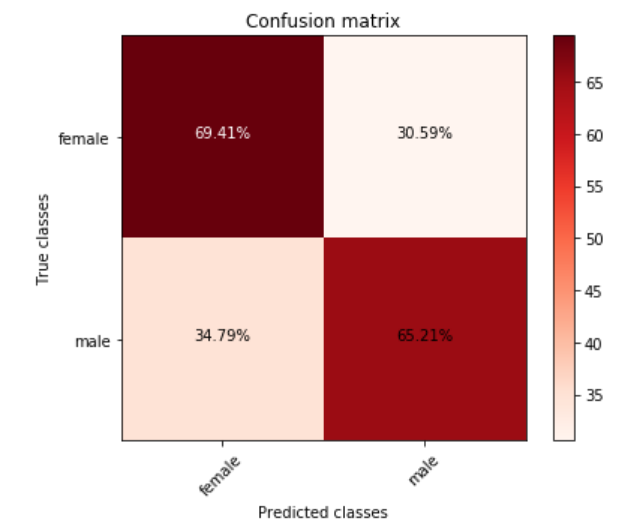 Confusion matrix
female
69.41%
30.59%
male
34.79%
65.21%
True classes
female
male
Predicted classes
65
60
55
50
45
40
35